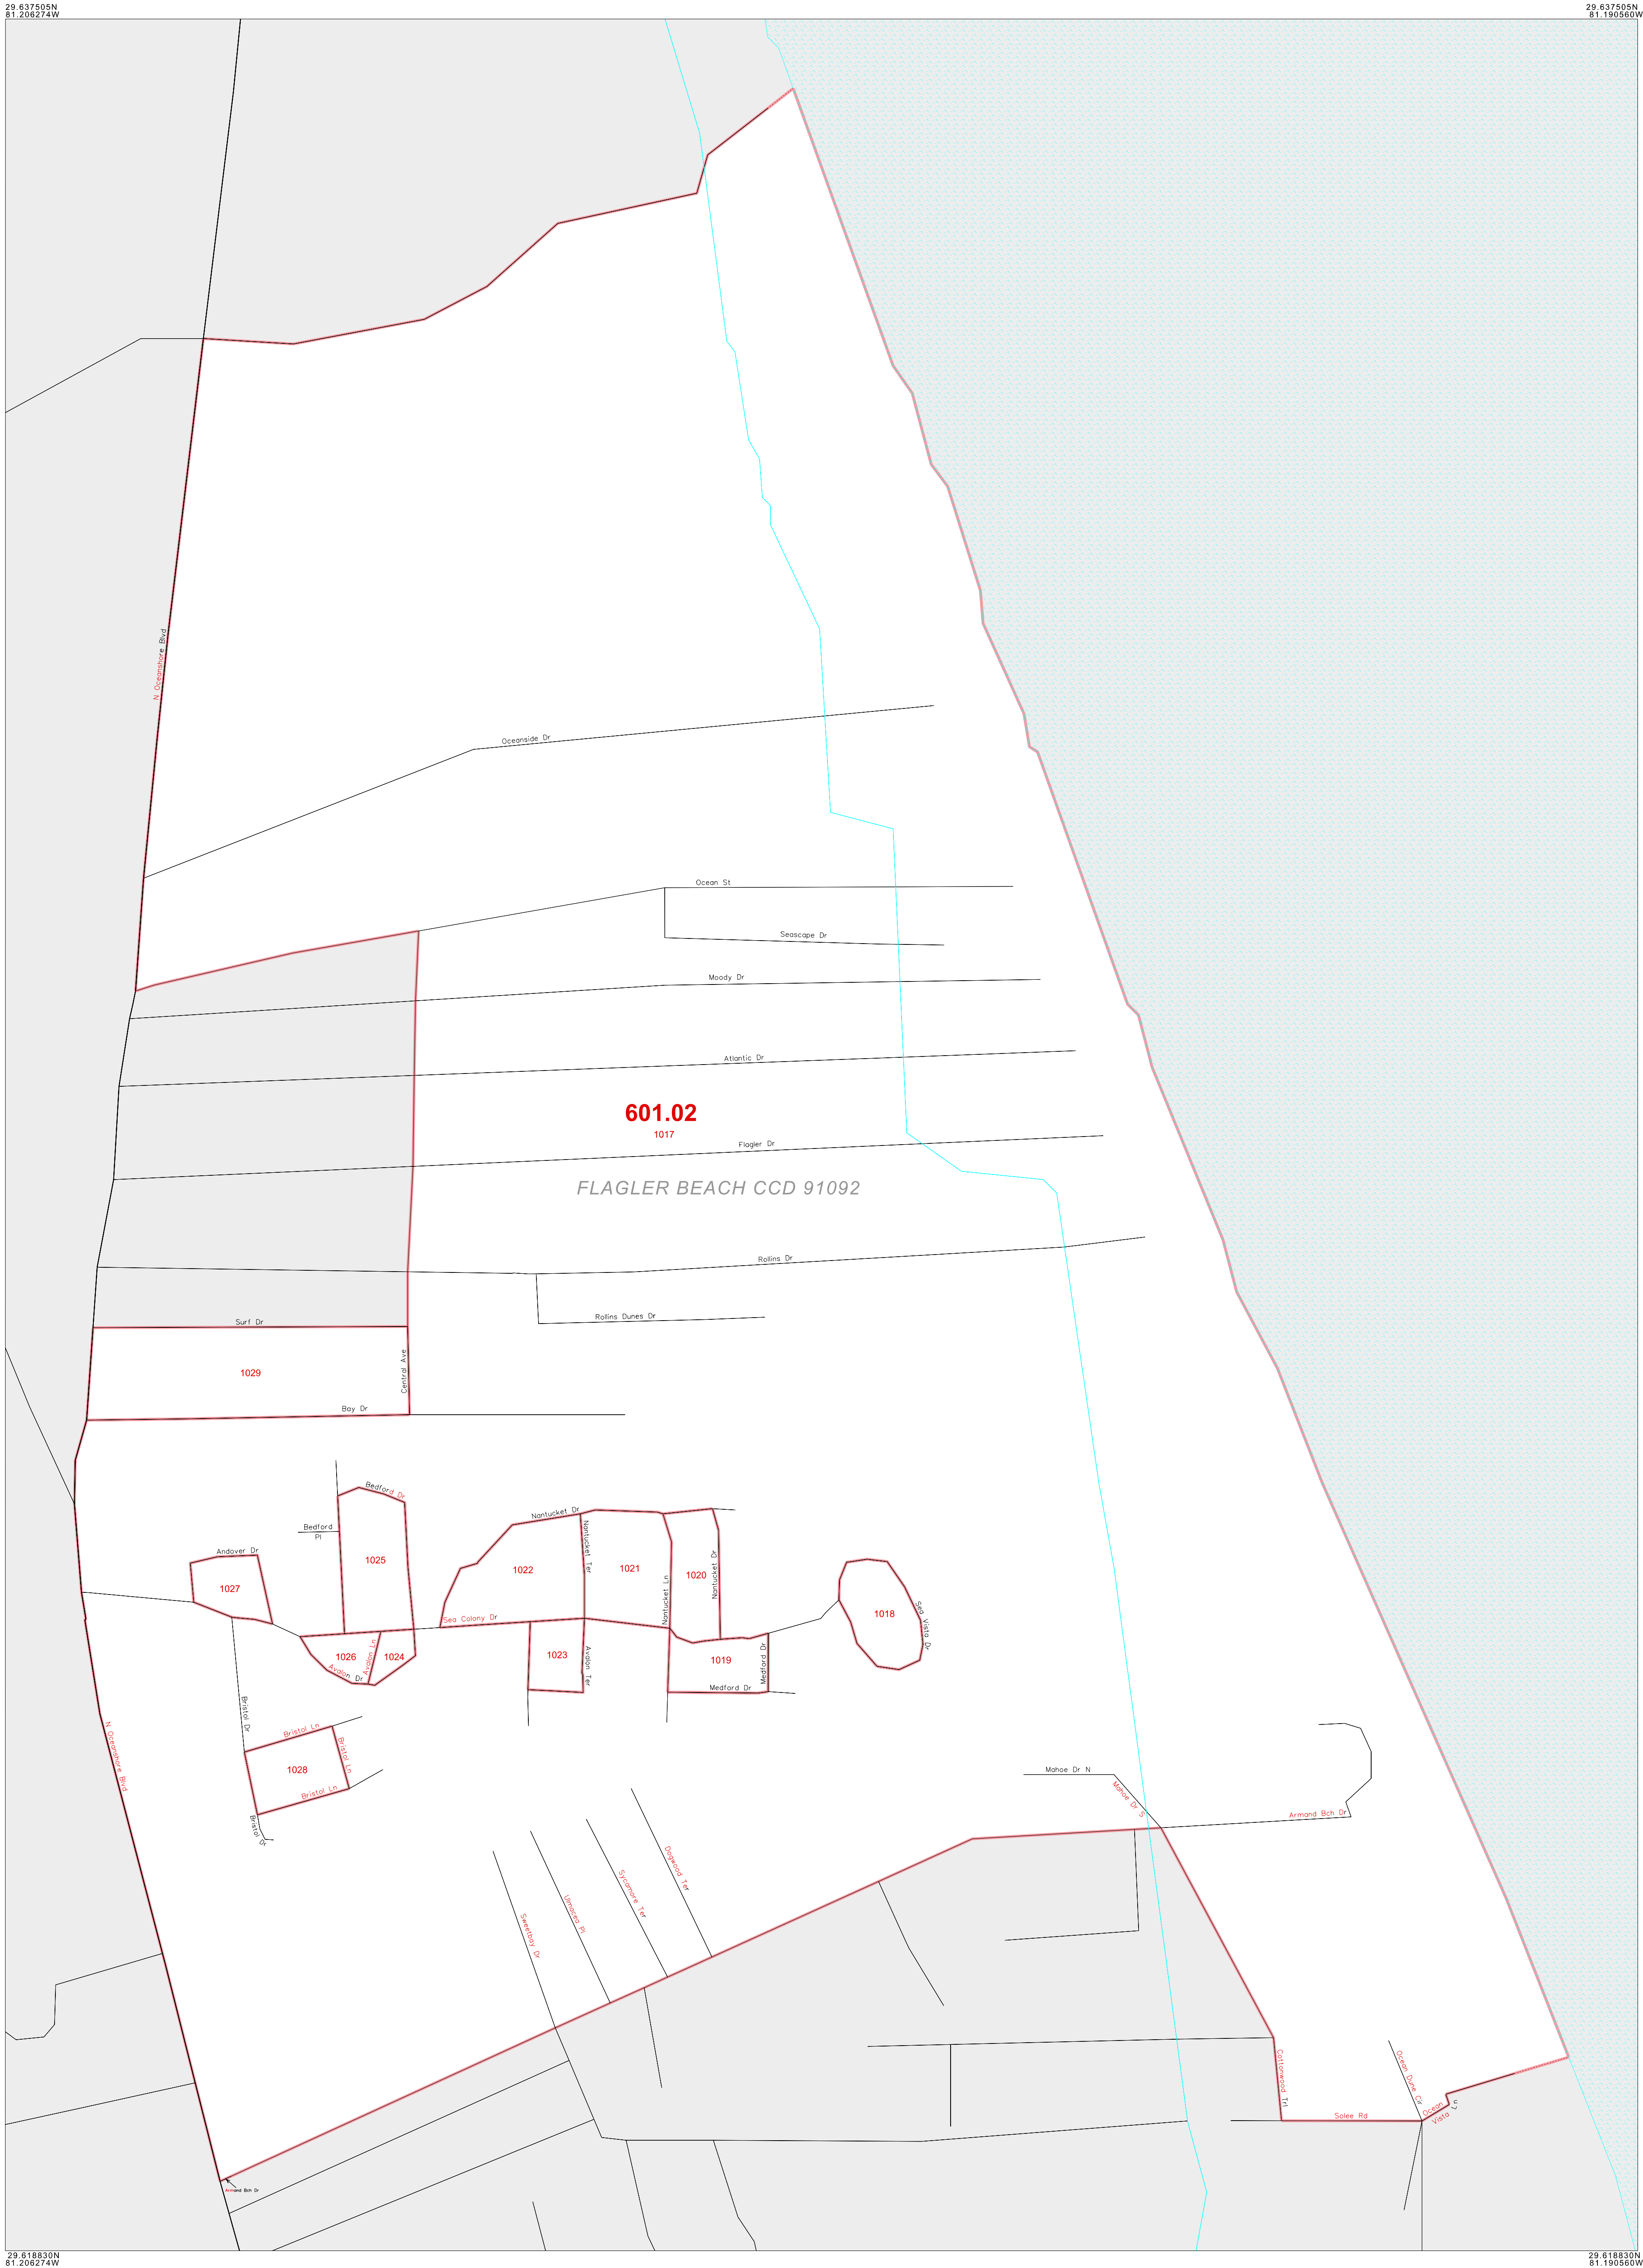 29.637505N
81.206274W
29.637505N
81.190560W
N Oceanshore Blvd
Oceanside Dr
Ocean St
Seascape Dr
Moody Dr
Atlantic Dr
601.02
1017
Flagler Dr
FLAGLER BEACH CCD 91092
Rollins Dr
Rollins Dunes Dr
Surf Dr
Central Ave
1029
Bay Dr
Bedford Dr
Bedford
Pl
Nantucket Dr
Nantucket Ter
Andover Dr
1025
1027
1022
1021
1020
Nantucket Ln
Nantucket Dr
1018
Sea Vista Dr
Sea Colony Dr
1026
1024
Avalon Ln
Avalon Dr
1023
Avalon Ter
1019
Medford Dr
Medford Dr
Bristol Dr
Bristol Ln
Bristol Ln
1028
Bristol Ln
Bristol Dr
N Oceanshore Blvd
Mahoe Dr N
Mahoe Dr S
Armand Bch Dr
Dogwood Ter
Sycamore Ter
Ulmacea Pl
Sweetbay Dr
Cottonwood Trl
Ocean Dune Cir
Solee Rd
Ocean
Vista
Ln
Armand Bch Dr
29.618830N
81.206274W
29.618830N
81.190560W